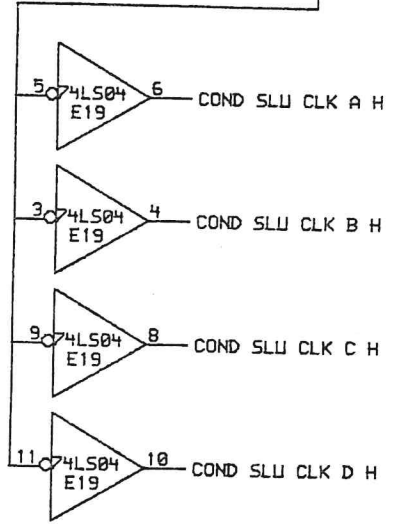 5 74LS04 6 COND SLU CLK A H
E19
3 74LS04 4 COND SLU CLK B H
E19
9 74LS04 8 COND SLU CLK C H
E19
11 74LS04 10 COND SLU CLK D H
E19